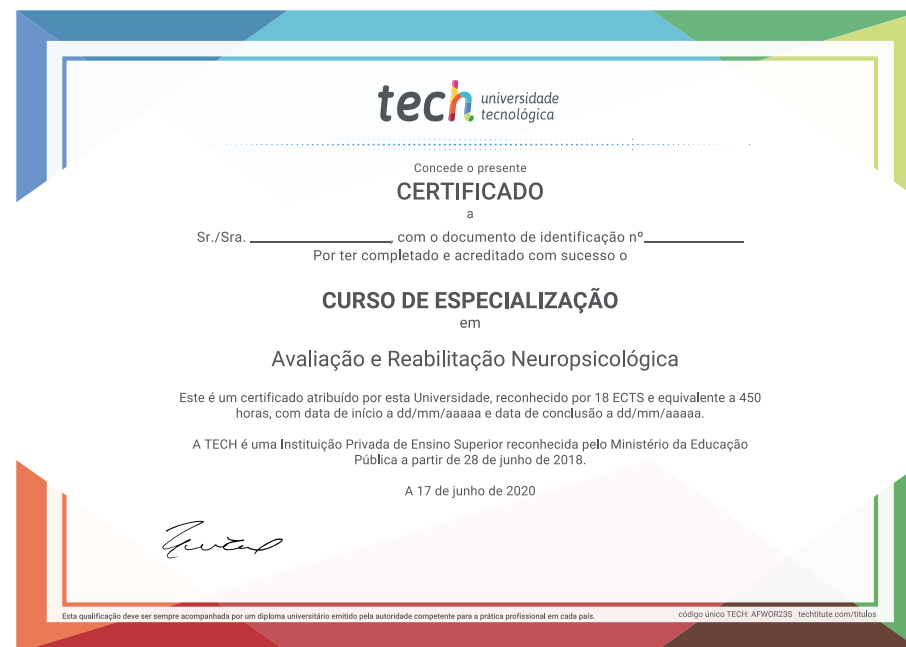 tech universidade
tecnológica
Concede o presente
CERTIFICADO
a
Sr./Sra. , com o documento de identificação nº
Por ter completado e acreditado com sucesso o
CURSO DE ESPECIALIZAÇÃO
em
Avaliação e Reabilitação Neuropsicológica
Este é um certificado atribuído por esta Universidade, reconhecido por 18 ECTS e equivalente a 450
horas, com data de início a dd/mm/aaaaa e data de conclusão a dd/mm/aaaaa.
A TECH é uma Instituição Privada de Ensino Superior reconhecida pelo Ministério da Educação
Pública a partir de 28 de junho de 2018.
A 17 de junho de 2020
Esta qualificação deve ser sempre acompanhada por um diploma universitário emitido pela autoridade competente para a prática profissional em cada país.
código único TECH: AFWOR23S techtitute.com/titulos